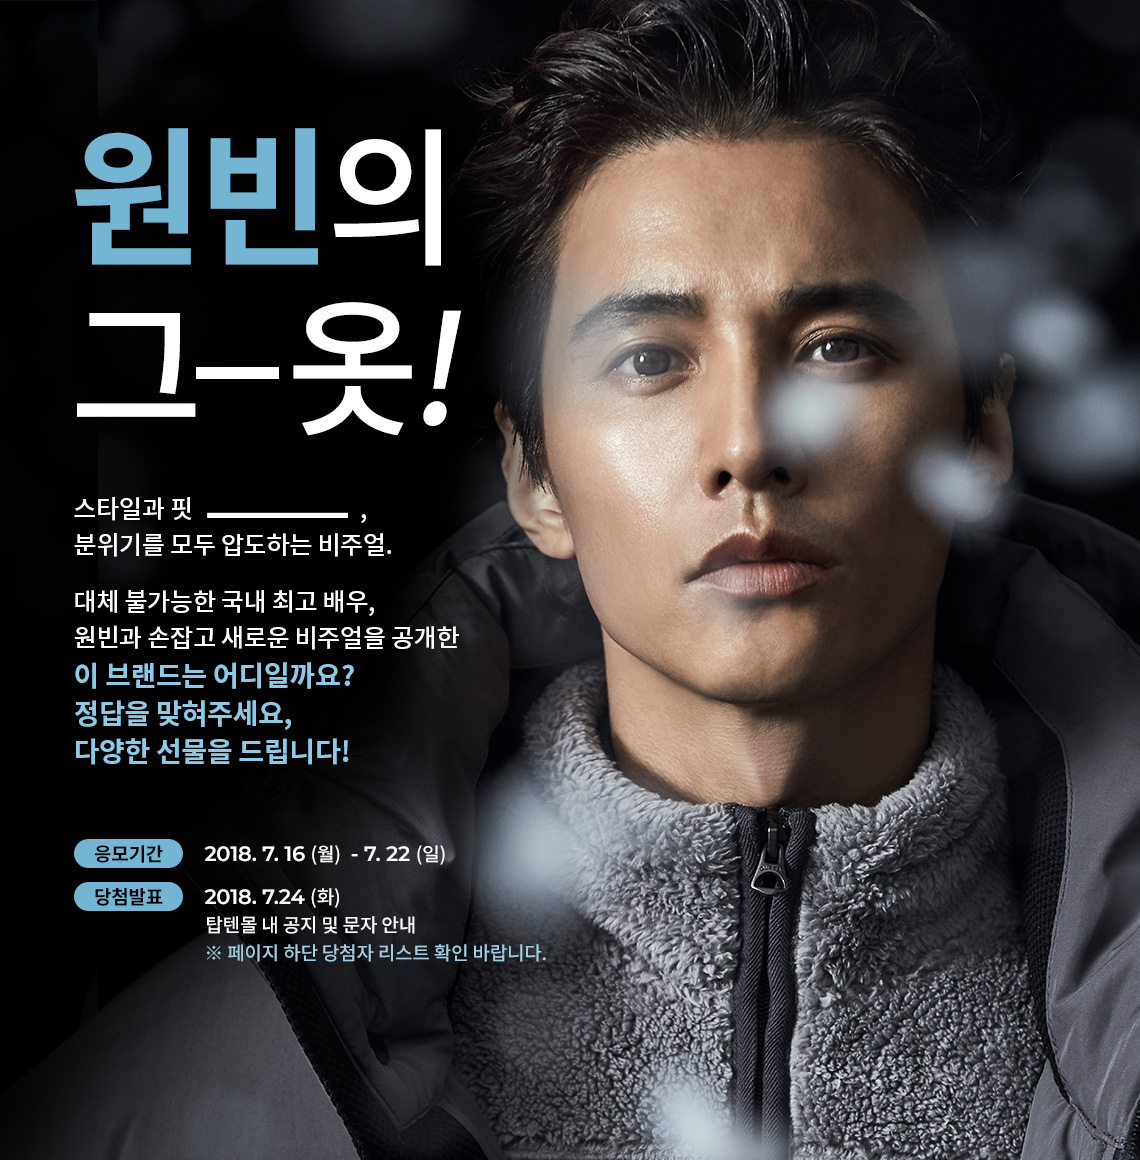 원빈의
그—옷!
스타일과 핏 ________ ,
분위기를 모두 압도하는 비주얼.
대체 불가능한 국내 최고 배우,
원빈과 손잡고 새로운 비주얼을 공개한
이 브랜드는 어디일까요?
정답을 맞혀주세요,
다양한 선물을 드립니다!
응모기간 2018. 7. 16 (월) - 7. 22 (일)
당첨발표 2018. 7.24 (화)
탑텐몰 내 공지 및 문자 안내
※ 페이지 하단 당첨자 리스트 확인 바랍니다.